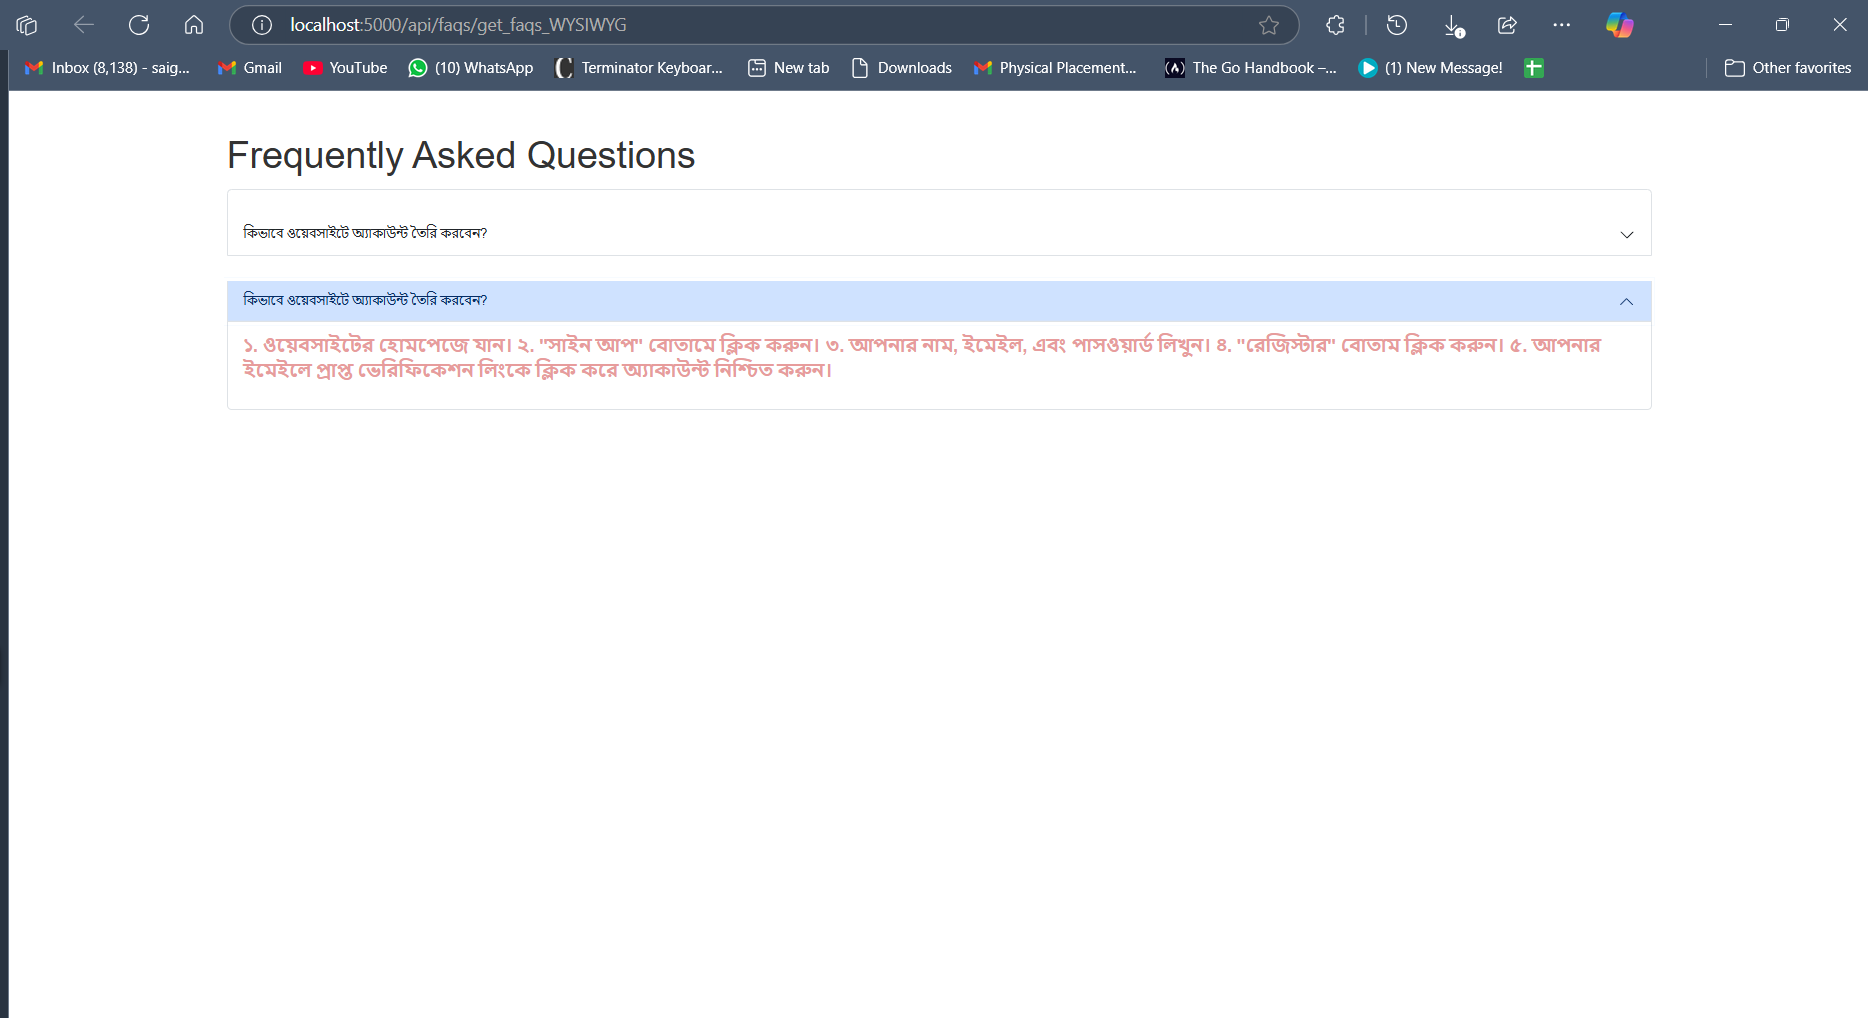 localhost:5000/api/faqs/get_faqs_WYSIWYG
Inbox (8,138) - saig... Gmail YouTube (10) WhatsApp Terminator Keyboar... New tab Downloads Physical Placement... The Go Handbook –... (1) New Message! Other favorites
Frequently Asked Questions
কিভাবে ওয়েবসাইটে অ্যাকাউন্ট তৈরি করবেন?
কিভাবে ওয়েবসাইটে অ্যাকাউন্ট তৈরি করবেন?
১. ওয়েবসাইটের হোমপেজে যান। ২. "সাইন আপ" বোতামে ক্লিক করুন। ৩. আপনার নাম, ইমেইল, এবং পাসওয়ার্ড লিখুন। ৪. "রেজিস্টার" বোতাম ক্লিক করুন। ৫. আপনার
ইমেইলে প্রাপ্ত ভেরিফিকেশন লিংকে ক্লিক করে অ্যাকাউন্ট নিশ্চিত করুন।